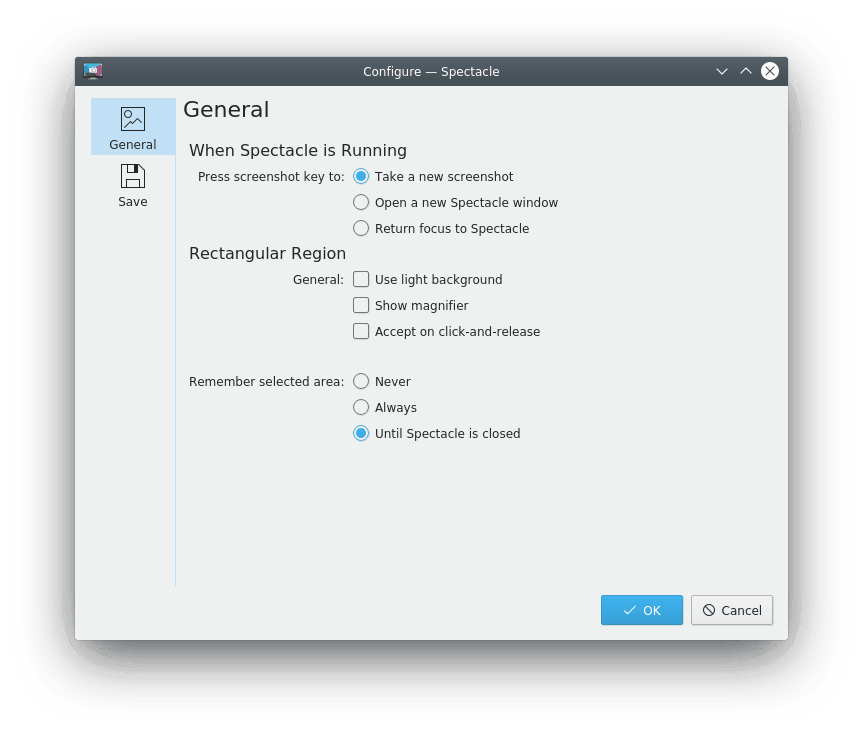 Configure — Spectacle
General
Save
General
When Spectacle is Running
Press screenshot key to: Take a new screenshot
Open a new Spectacle window
Return focus to Spectacle
Rectangular Region
General: Use light background
Show magnifier
Accept on click-and-release
Remember selected area: Never
Always
Until Spectacle is closed
OK Cancel